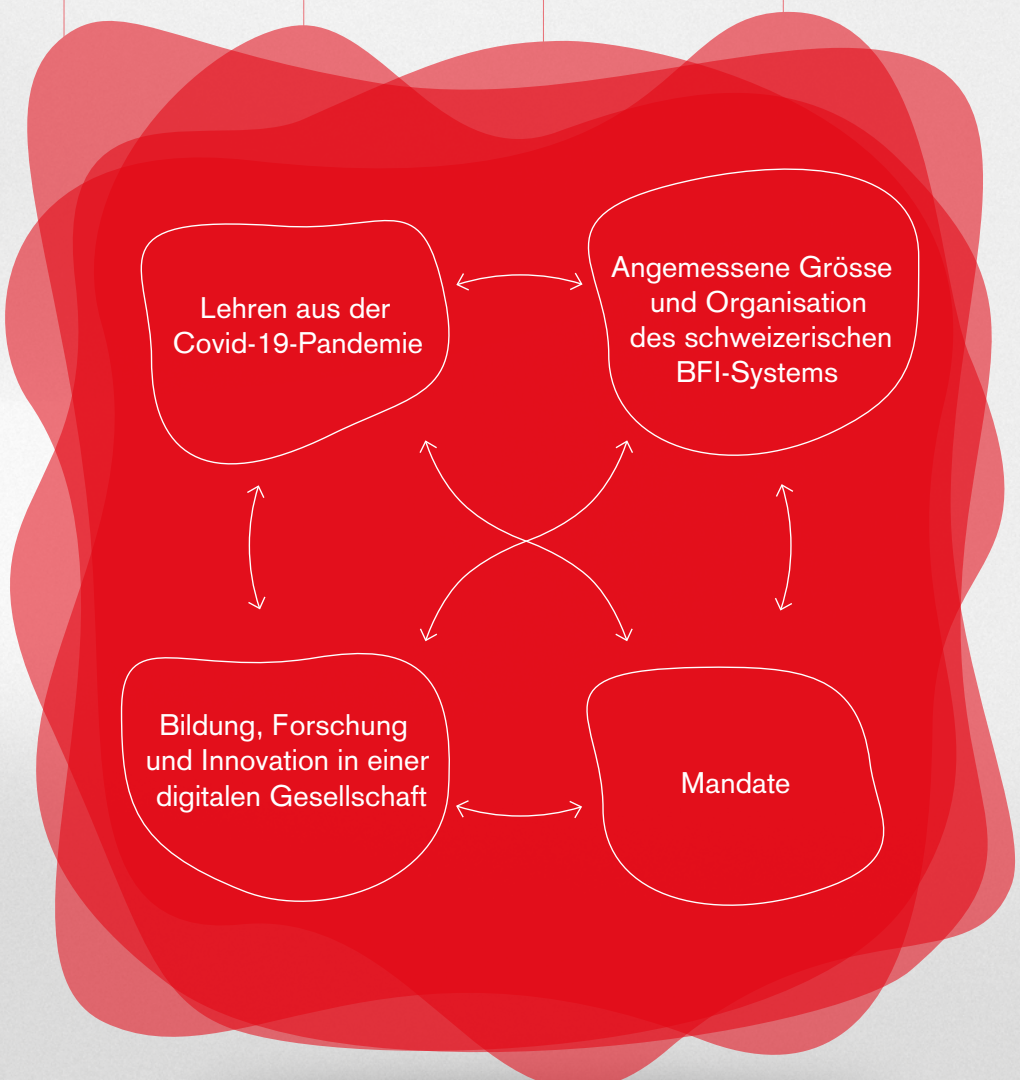 Lehren aus der
Covid-19-Pandemie
Angemessene Grösse
und Organisation
des schweizerischen
BFI-Systems
Bildung, Forschung
und Innovation in einer
digitalen Gesellschaft
Mandate